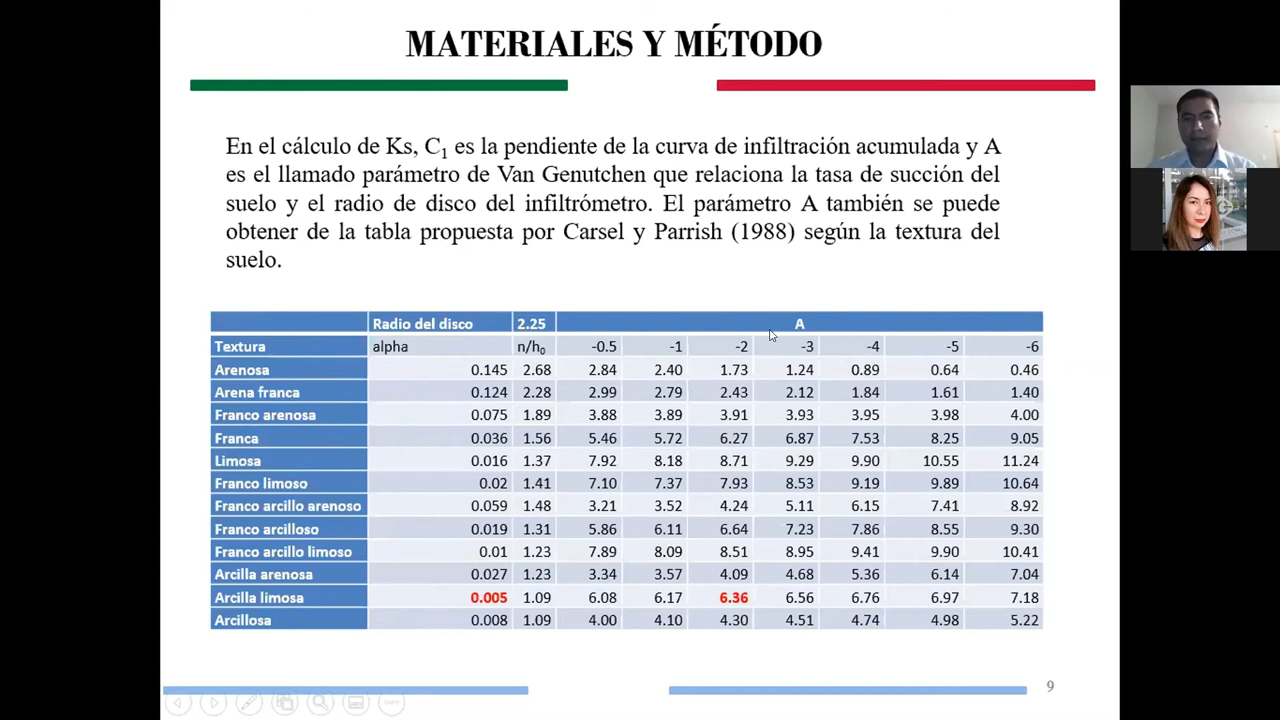 MATERIALES Y MÉTODO
En el cálculo de Ks, C₁ es la pendiente de la curva de infiltración acumulada y A
es el llamado parámetro de Van Genutchen que relaciona la tasa de succión del
suelo y el radio de disco del infiltrómetro. El parámetro A también se puede
obtener de la tabla propuesta por Carsel y Parrish (1988) según la textura del
suelo.
Radio del disco 2.25 A
Textura alpha n/h₀ -0.5 -1 -2 -3 -4 -5 -6
Arenosa 0.145 2.68 2.84 2.40 1.73 1.24 0.89 0.64 0.46
Arena franca 0.124 2.28 2.99 2.79 2.43 2.12 1.84 1.61 1.40
Franco arenosa 0.075 1.89 3.88 3.89 3.91 3.93 3.95 3.98 4.00
Franca 0.036 1.56 5.46 5.72 6.27 6.87 7.53 8.25 9.05
Limosa 0.016 1.37 7.92 8.18 8.71 9.29 9.90 10.55 11.24
Franco limoso 0.02 1.41 7.10 7.37 7.93 8.53 9.19 9.89 10.64
Franco arcillo arenoso 0.059 1.48 3.21 3.52 4.24 5.11 6.15 7.41 8.92
Franco arcilloso 0.019 1.31 5.86 6.11 6.64 7.23 7.86 8.55 9.30
Franco arcillo limoso 0.01 1.23 7.89 8.09 8.51 8.95 9.41 9.90 10.41
Arcilla arenosa 0.027 1.23 3.34 3.57 4.09 4.68 5.36 6.14 7.04
Arcilla limosa 0.005 1.09 6.08 6.17 6.36 6.56 6.76 6.97 7.18
Arcillosa 0.008 1.09 4.00 4.10 4.30 4.51 4.74 4.98 5.22
9